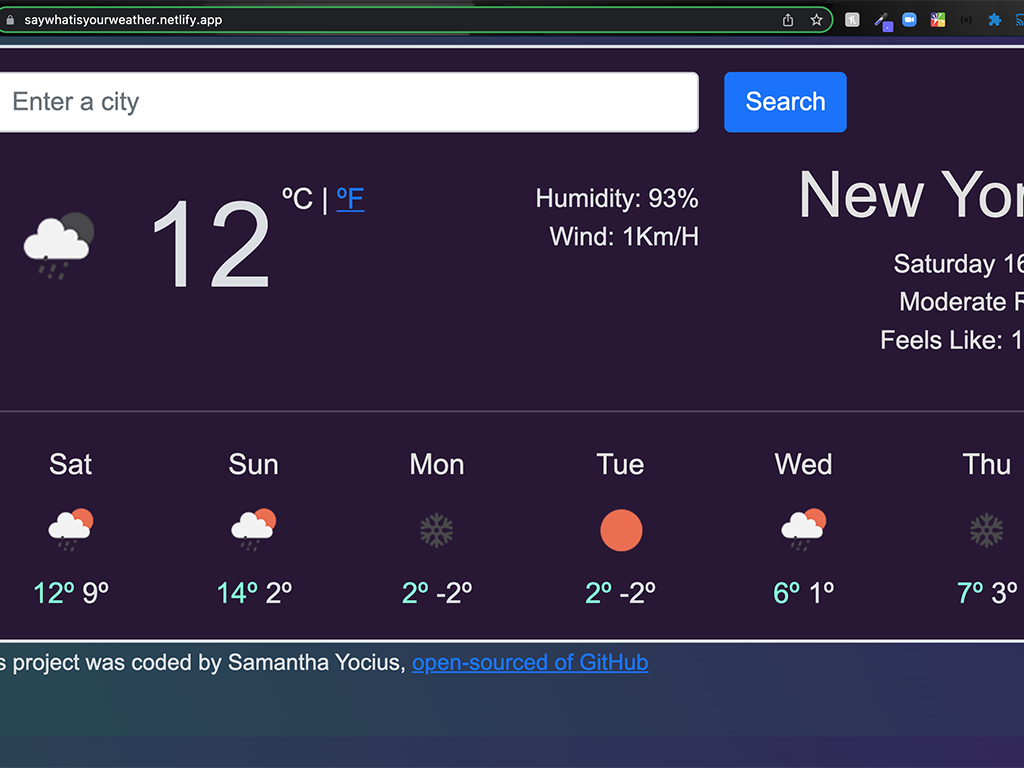 saywhatisyourweather.netlify.app
Enter a city
Search
12
ºC | ºF
Humidity: 93%
Wind: 1Km/H
New Yor
Saturday 16
Moderate R
Feels Like: 1
Sat Sun Mon Tue Wed Thu
12º 9º 14º 2º 2º -2º 2º -2º 6º 1º 7º 3º
s project was coded by Samantha Yocius, open-sourced of GitHub